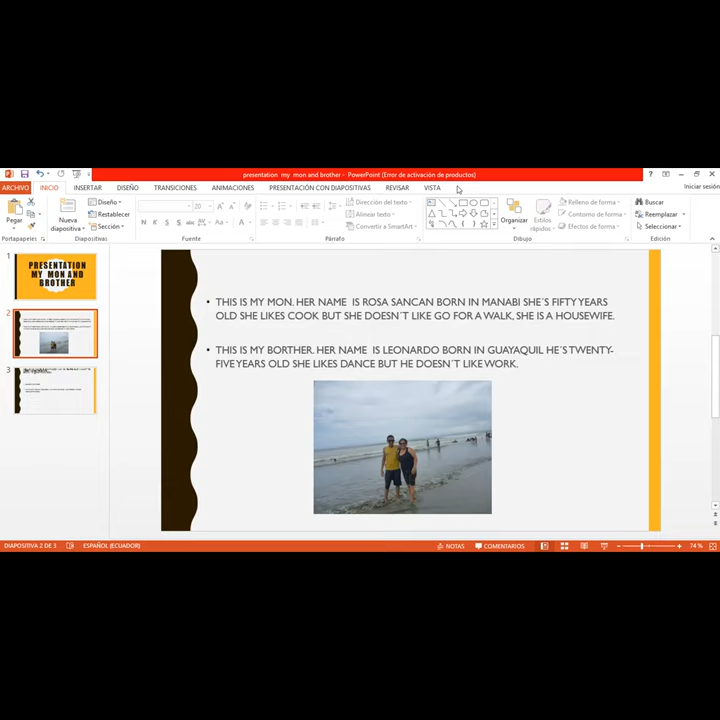 presentation my mon and brother - PowerPoint (Error de activación de productos)
ARCHIVO INICIO INSERTAR DISEÑO TRANSICIONES ANIMACIONES PRESENTACIÓN CON DIAPOSITIVAS REVISAR VISTA Iniciar sesión
Pegar
Portapapeles
Nueva
diapositiva
Diseño
Restablecer
Sección
Diapositivas
20
N K S
Aa
Fuente
Dirección del texto
Alinear texto
Convertir a SmartArt
Párrafo
Organizar
Estilos
rápidos
Relleno de forma
Contorno de forma
Efectos de forma
Dibujo
Buscar
Reemplazar
Seleccionar
Edición
1
PRESENTATION
MY MON AND
BROTHER
2
3
• THIS IS MY MON. HER NAME IS ROSA SANCAN BORN IN MANABI SHE´S FIFTY YEARS
OLD SHE LIKES COOK BUT SHE DOESN´T LIKE GO FOR A WALK, SHE IS A HOUSEWIFE.
• THIS IS MY BORTHER. HER NAME IS LEONARDO BORN IN GUAYAQUIL HE´S TWENTY-
FIVE YEARS OLD SHE LIKES DANCE BUT HE DOESN´T LIKE WORK.
DIAPOSITIVA 2 DE 3 ESPAÑOL (ECUADOR) NOTAS COMENTARIOS 74 %